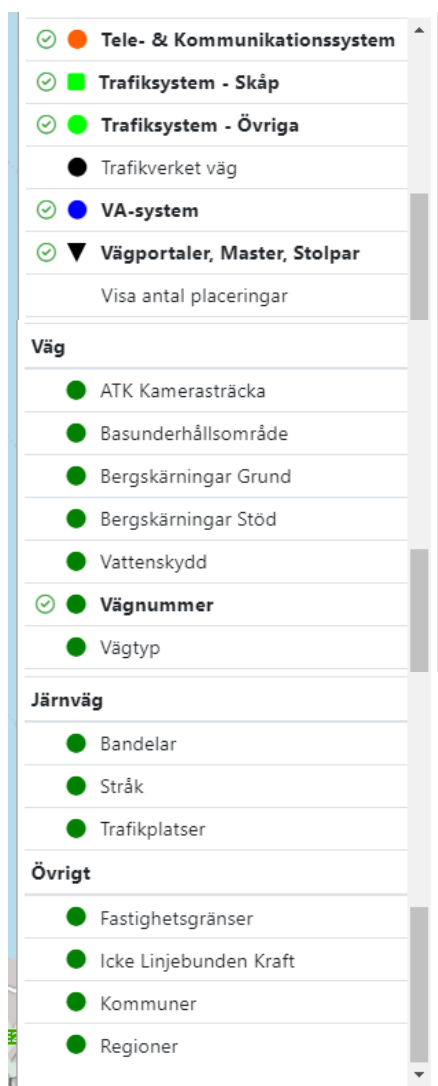 Tele- & Kommunikationssystem
Trafiksystem - Skåp
Trafiksystem - Övriga
Trafikverket väg
VA-system
Vägportaler, Master, Stolpar
Visa antal placeringar
Väg
ATK Kamerasträcka
Basunderhållsområde
Bergskärningar Grund
Bergskärningar Stöd
Vattenskydd
Vägnummer
Vägtyp
Järnväg
Bandelar
Stråk
Trafikplatser
Övrigt
Fastighetsgränser
Icke Linjebunden Kraft
Kommuner
Regioner